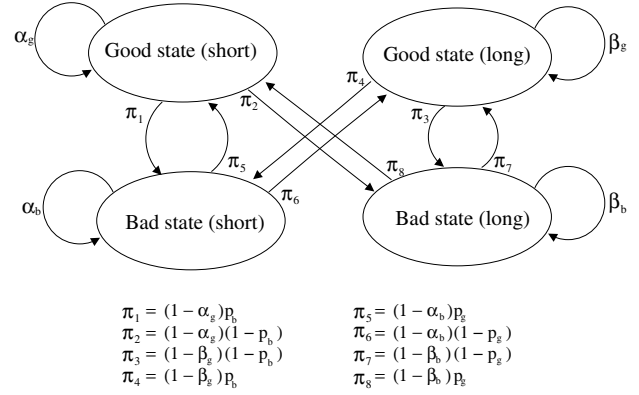 α_g
Good state (short)
Good state (long)
β_g
π_1
π_2
π_4
π_3
π_5
π_6
π_8
π_7
α_b
Bad state (short)
Bad state (long)
β_b
π_1 = (1-α_g)p_b
π_2 = (1-α_g)(1-p_b)
π_3 = (1-β_g)(1-p_b)
π_4 = (1-β_g)p_b
π_5 = (1-α_b)p_g
π_6 = (1-α_b)(1-p_g)
π_7 = (1-β_b)(1-p_g)
π_8 = (1-β_b)p_g